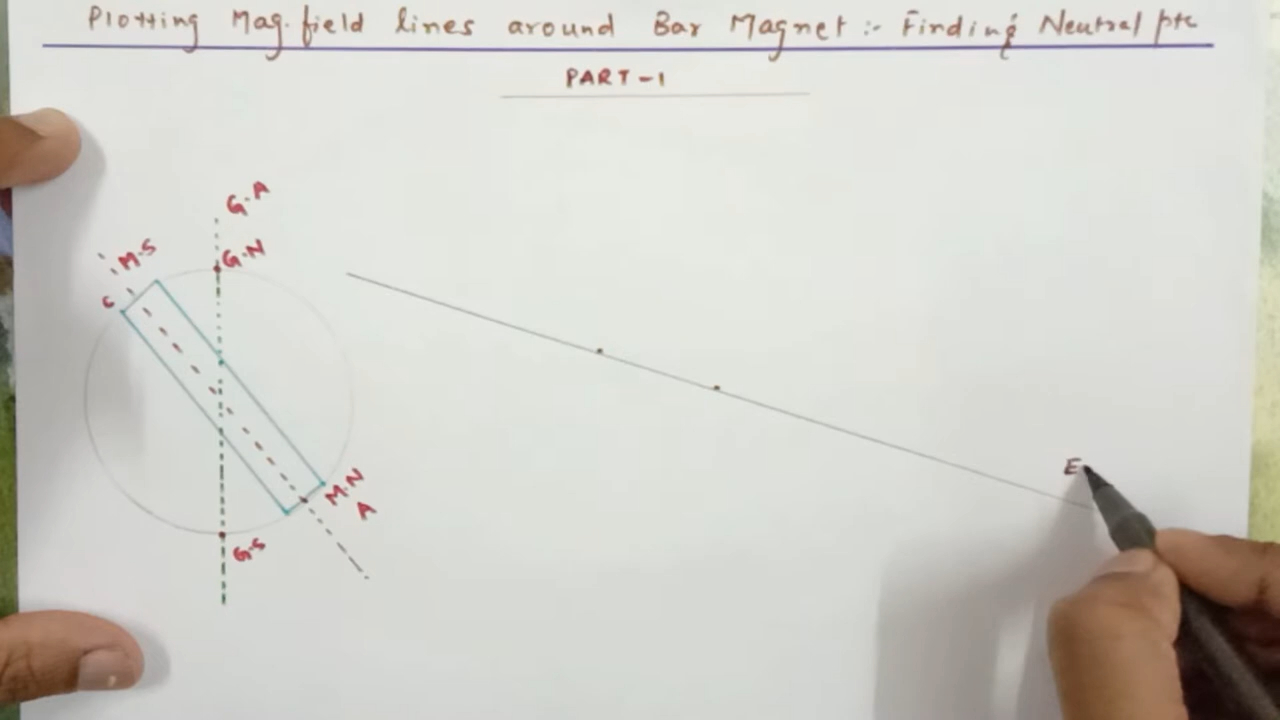 Plotting Mag. field lines around Bar Magnet :- Finding Neutral pts
PART-1
G.A
M.S
G.N
C
M.N
A
G.S
E